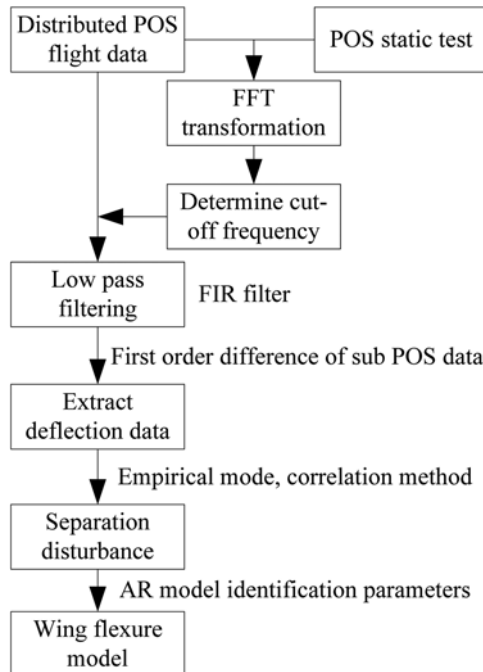 Distributed POS
flight data
POS static test
FFT
transformation
Determine cut-
off frequency
Low pass
filtering
FIR filter
First order difference of sub POS data
Extract
deflection data
Empirical mode, correlation method
Separation
disturbance
AR model identification parameters
Wing flexure
model